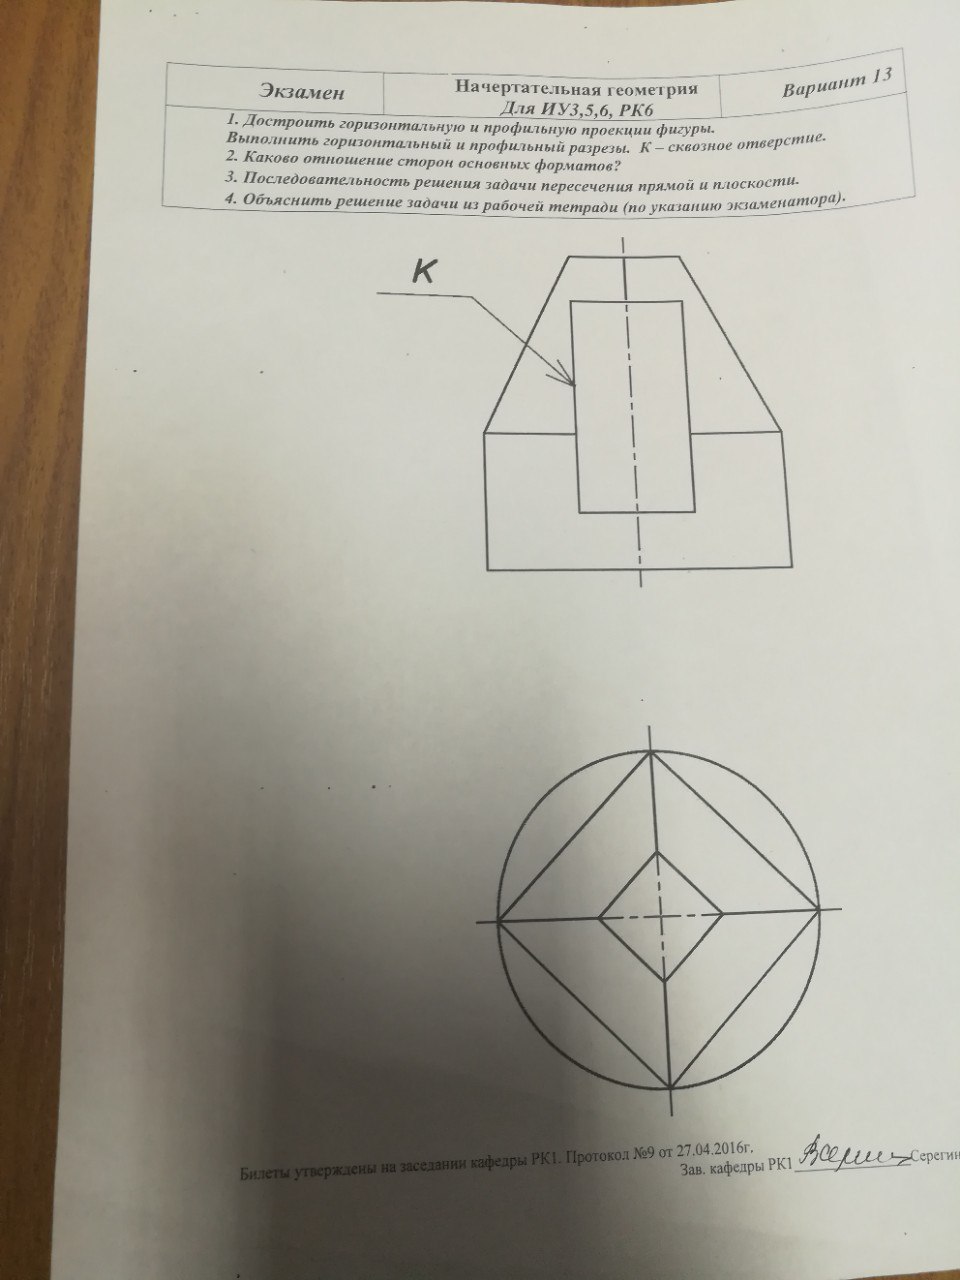 Экзамен
Начертательная геометрия
Для ИУ3,5,6, РК6
Вариант 13
1. Достроить горизонтальную и профильную проекции фигуры.
Выполнить горизонтальный и профильный разрезы. К – сквозное отверстие.
2. Каково отношение сторон основных форматов?
3. Последовательность решения задачи пересечения прямой и плоскости.
4. Объяснить решение задачи из рабочей тетради (по указанию экзаменатора).
К
Билеты утверждены на заседании кафедры РК1. Протокол №9 от 27.04.2016г.
Зав. кафедры РК1 Серегин